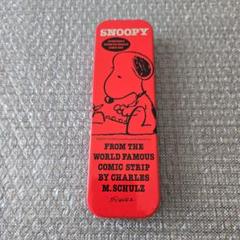 SNOOPY
FROM THE
WORLD FAMOUS
COMIC STRIP
BY CHARLES
M. SCHULZ